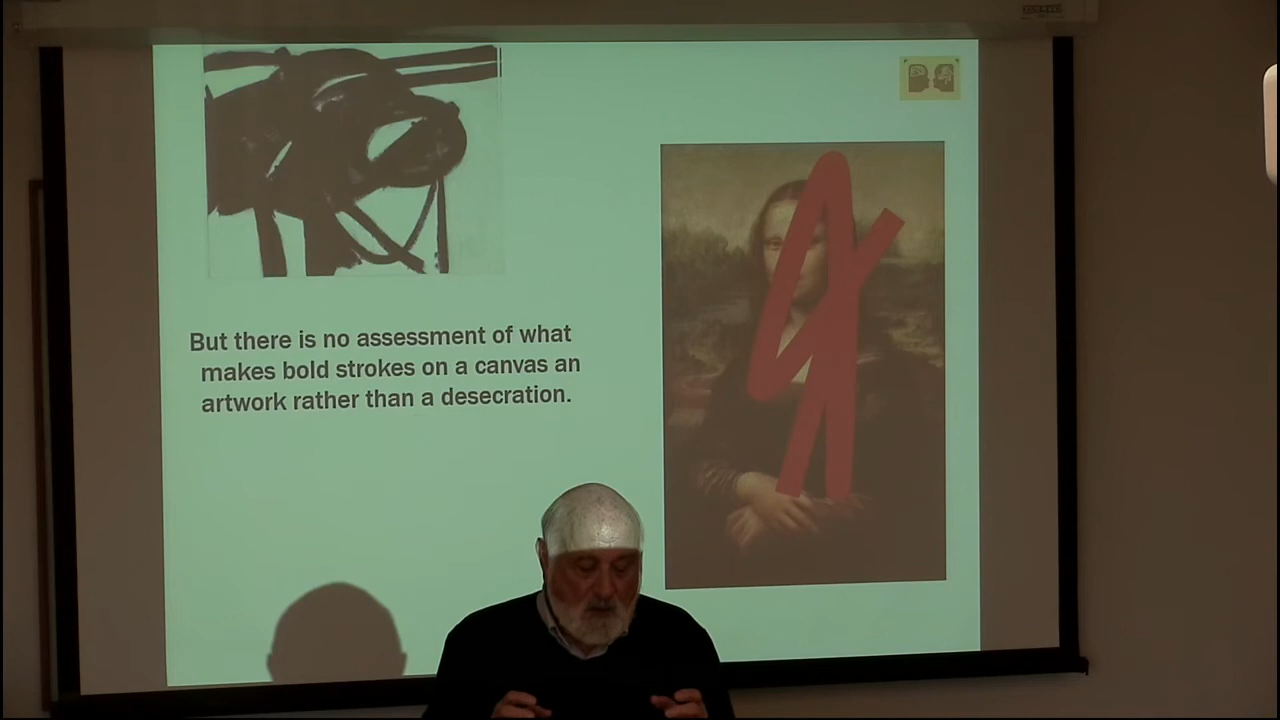 But there is no assessment of what
makes bold strokes on a canvas an
artwork rather than a desecration.